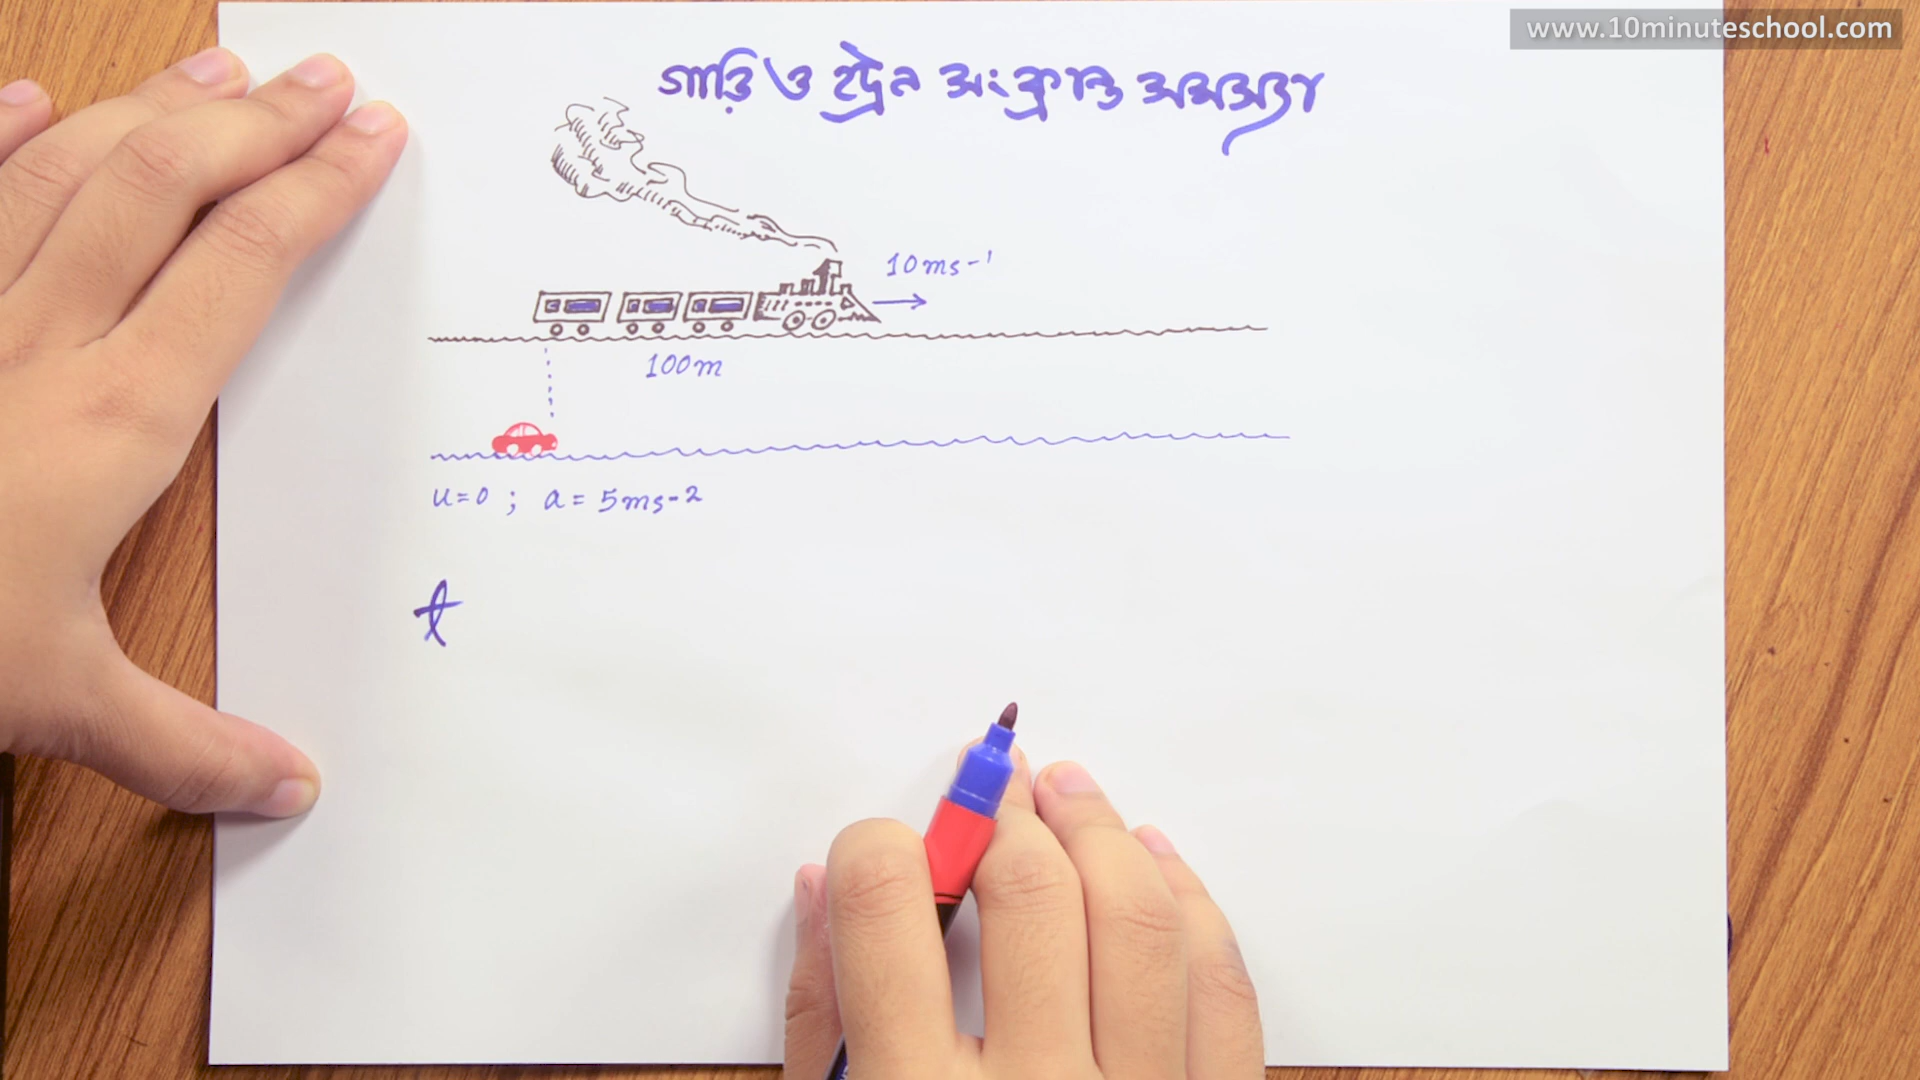 www.10minuteschool.com
গাড়ি ও ট্রেন সংক্রান্ত সমস্যা
10ms-1
100m
u=0 ; a = 5ms-2
t